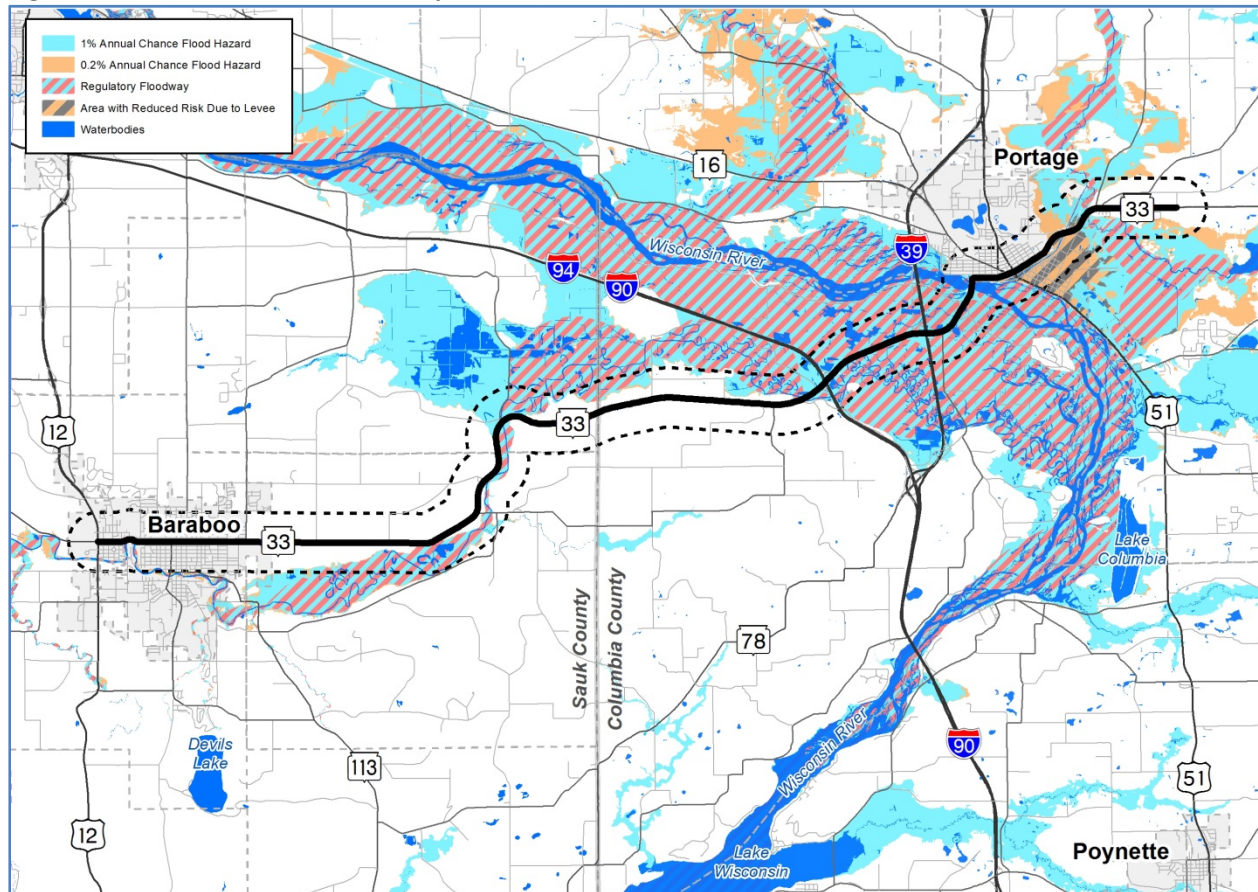 1% Annual Chance Flood Hazard
0.2% Annual Chance Flood Hazard
Regulatory Floodway
Area with Reduced Risk Due to Levee
Waterbodies
16
Portage
33
Wisconsin River
39
94
90
12
51
33
Baraboo
33
Lake
Columbia
Sauk County
Columbia County
78
Devils
Lake
113
Wisconsin River
90
51
12
Lake
Wisconsin
Poynette